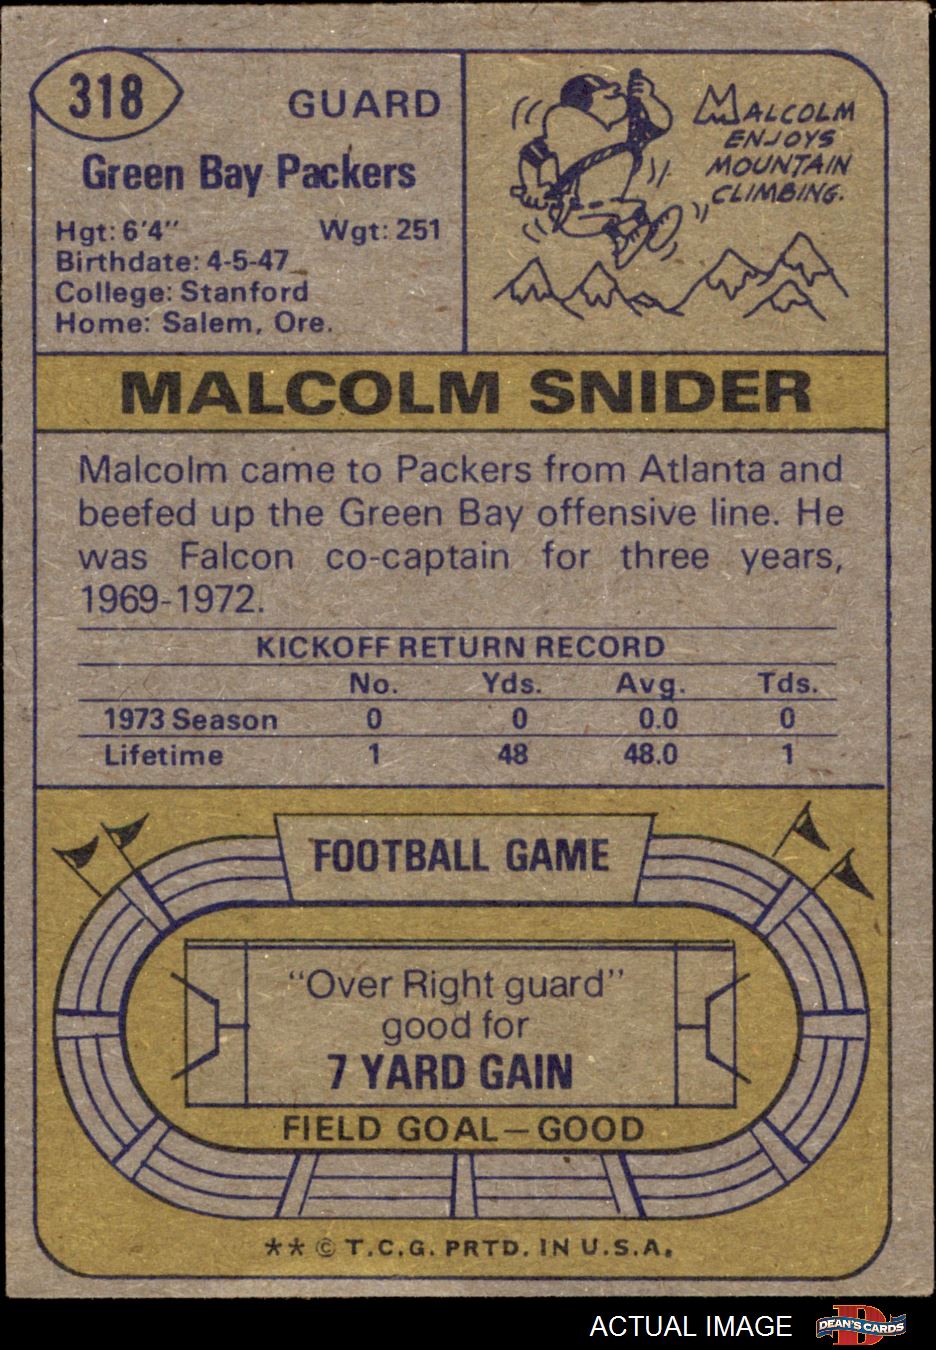 318
GUARD
Green Bay Packers
Hgt: 6'4" Wgt: 251
Birthdate: 4-5-47
College: Stanford
Home: Salem, Ore.
MALCOLM
ENJOYS
MOUNTAIN
CLIMBING.
MALCOLM SNIDER
Malcolm came to Packers from Atlanta and
beefed up the Green Bay offensive line. He
was Falcon co-captain for three years,
1969-1972.
KICKOFF RETURN RECORD
No. Yds. Avg. Tds.
1973 Season 0 0 0.0 0
Lifetime 1 48 48.0 1
FOOTBALL GAME
"Over Right guard"
good for
7 YARD GAIN
FIELD GOAL—GOOD
** © T.C.G. PRTD. IN U.S.A.
ACTUAL IMAGE
D
DEAN'S CARDS